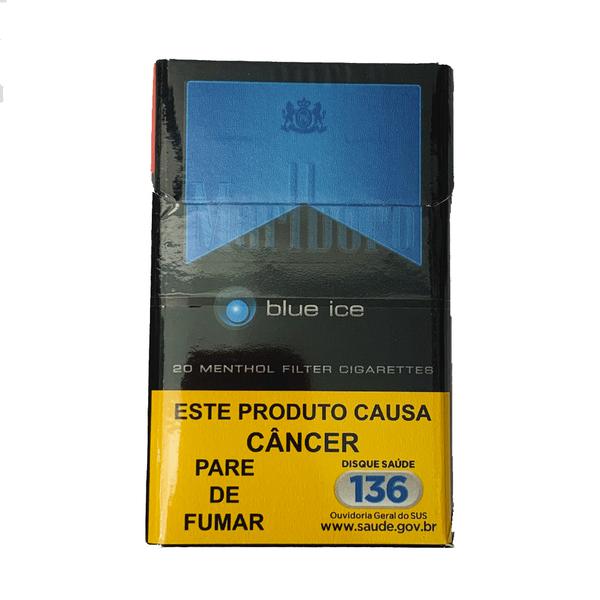 Marlboro
blue ice
20 MENTHOL FILTER CIGARETTES
ESTE PRODUTO CAUSA
CÂNCER
PARE
DE
FUMAR
DISQUE SAÚDE
136
Ouvidoria Geral do SUS
www.saude.gov.br